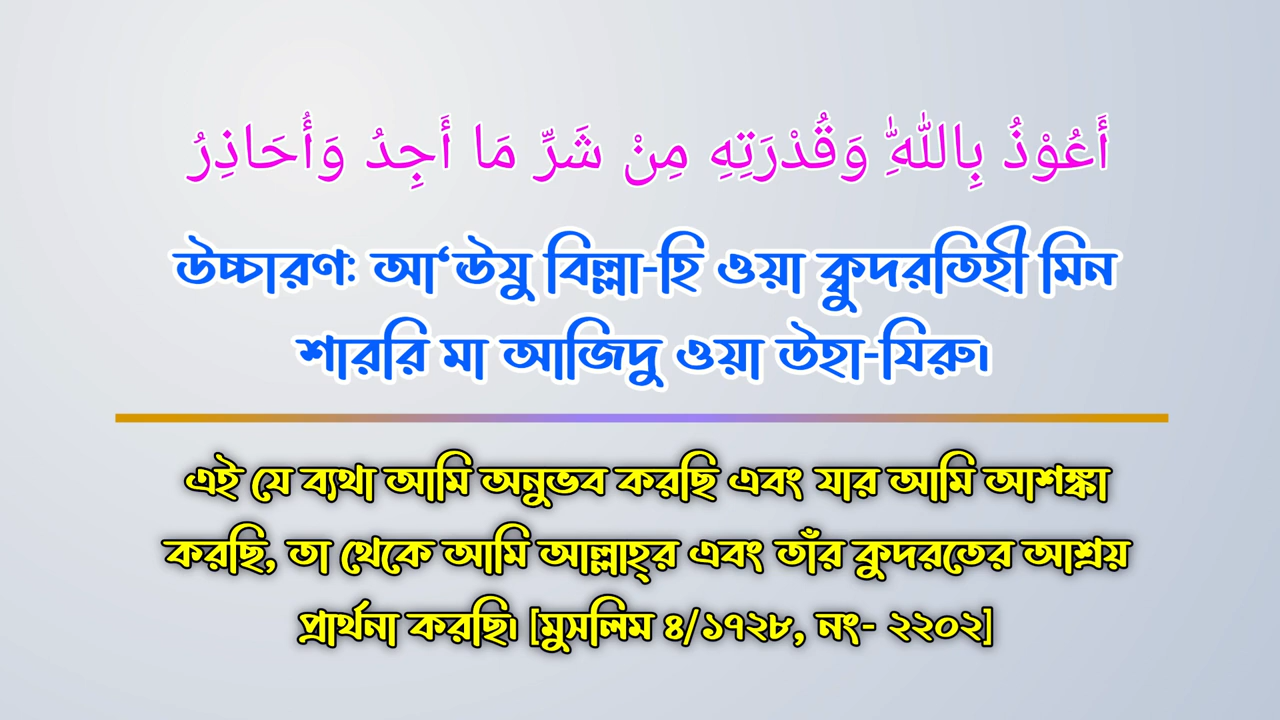 أَعُوْذُ بِاللّٰهِ وَقُدْرَتِهِ مِنْ شَرِّ مَا أَجِدُ وَأُحَاذِرُ
উচ্চারণ: আ‘উযু বিল্লা-হি ওয়া ক্বুদরতিহী মিন
শাররি মা আজিদু ওয়া উহা-যিরু।
এই যে ব্যথা আমি অনুভব করছি এবং যার আমি আশঙ্কা
করছি, তা থেকে আমি আল্লাহ্‌র এবং তাঁর কুদরতের আশ্রয়
প্রার্থনা করছি। [মুসলিম ৪/১৭২৮, নং- ২২০২]